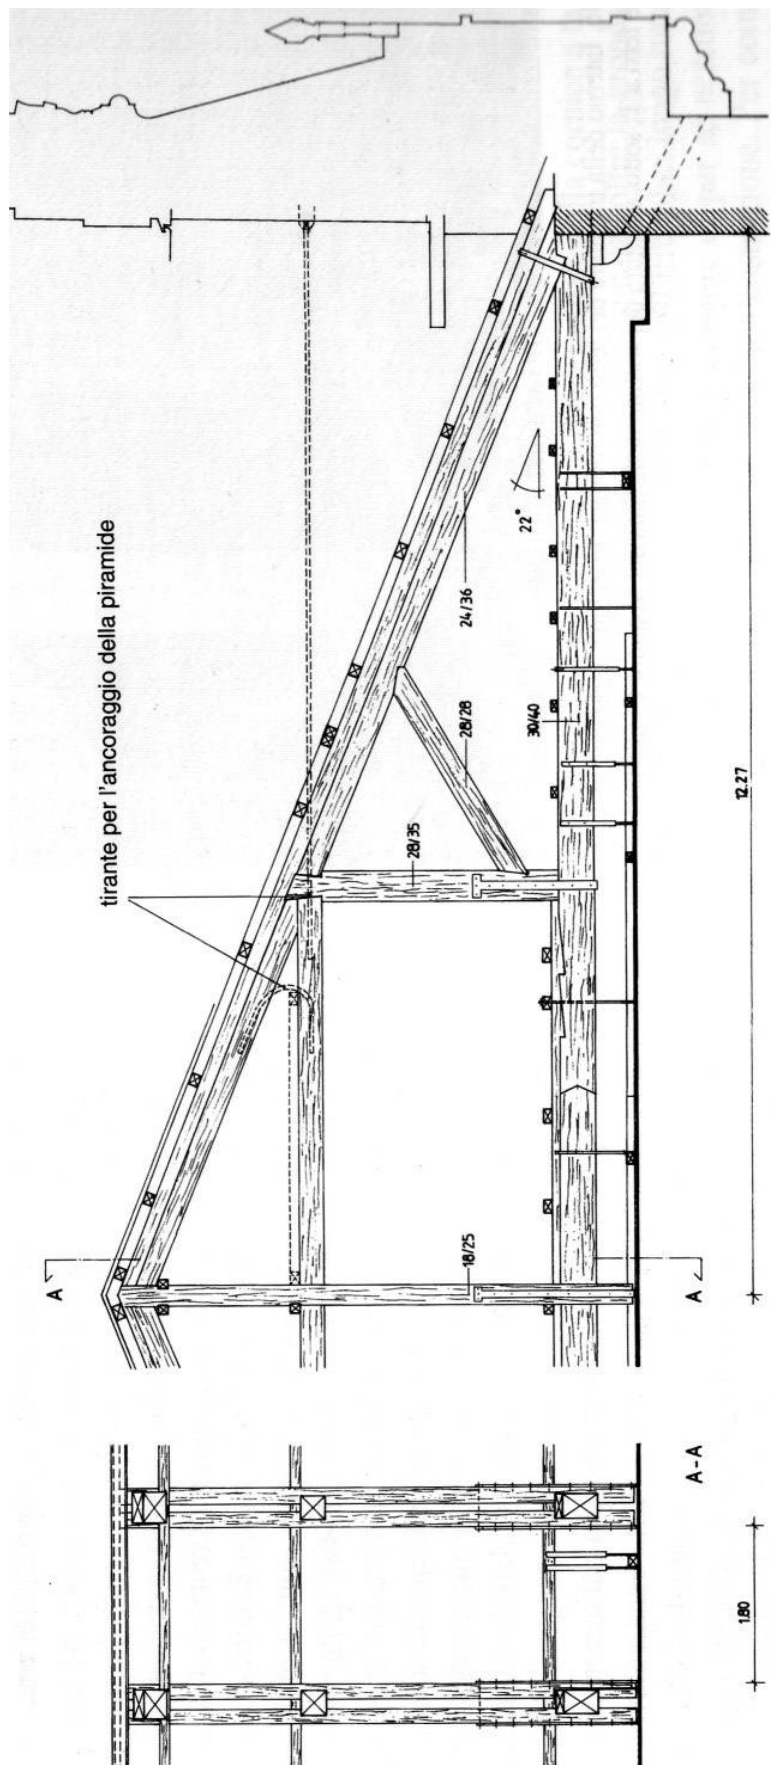 tirante per l'ancoraggio della piramide
22°
24/36
28/28
30/40
28/35
12.27
18/25
A
A
A-A
1.80